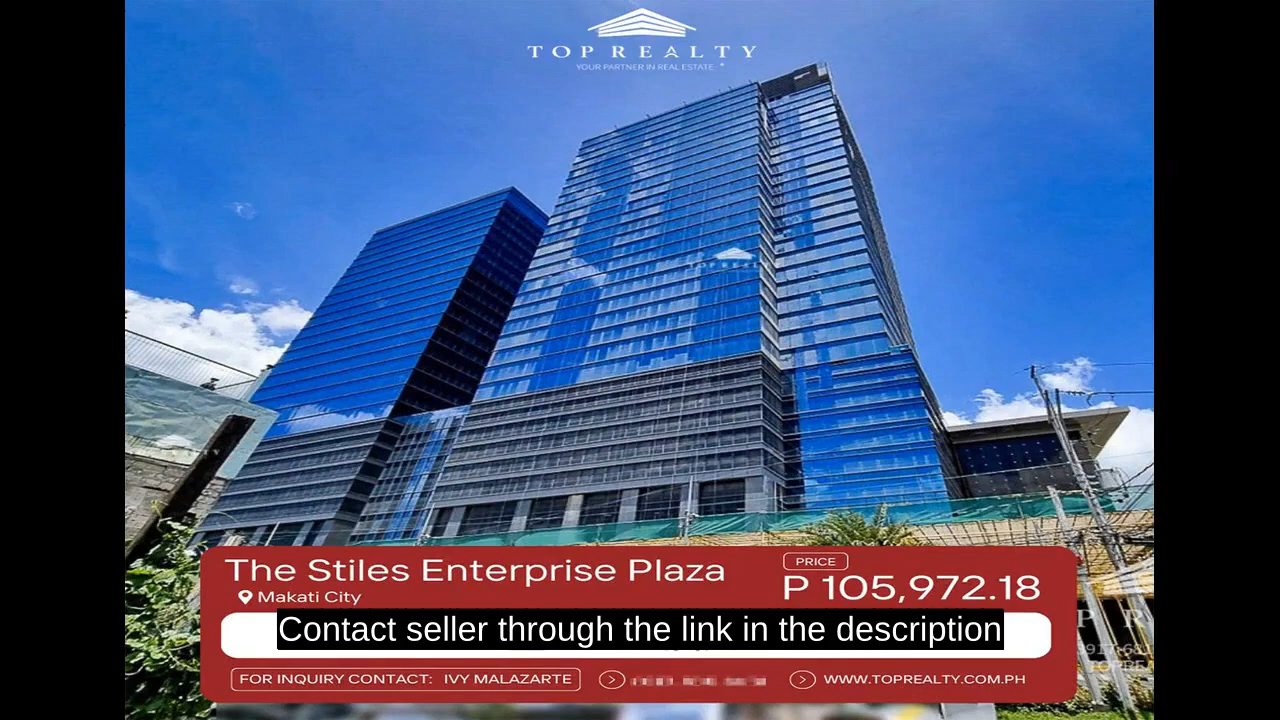 TOP REALTY
YOUR PARTNER IN REAL ESTATE
The Stiles Enterprise Plaza
Makati City
PRICE
P 105,972.18
Contact seller through the link in the description
FOR INQUIRY CONTACT: IVY MALAZARTE
WWW.TOPREALTY.COM.PH